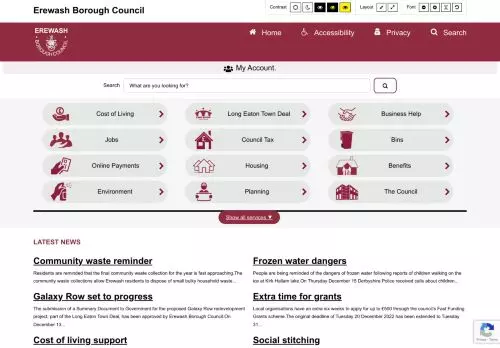 Erewash Borough Council
Contrast
Layout
Font
EREWASH
BOROUGH COUNCIL
Home
Accessibility
Privacy
Search
My Account.
Search
What are you looking for?
Cost of Living
Long Eaton Town Deal
Business Help
Jobs
Council Tax
Bins
Online Payments
Housing
Benefits
Environment
Planning
The Council
Show all services ▼
LATEST NEWS
Community waste reminder
Residents are reminded that the final community waste collection for the year is fast approaching.The
community waste collections allow Erewash residents to dispose of small bulky household waste...
Frozen water dangers
People are being reminded of the dangers of frozen water following reports of children walking on
the ice at Kirk Hallam lake.On Thursday December 15 Derbyshire Police received calls about children...
Galaxy Row set to progress
The submission of a Summary Document to Government for the proposed Galaxy Row redevelopment
project, part of the Long Eaton Town Deal, has been approved by Erewash Borough Council.On
December 13...
Extra time for grants
Local organisations have an extra six weeks to apply for up to £500 through the council's Fast Funding
Grants scheme.The original deadline of Tuesday 20 December 2022 has been extended to Tuesday
31...
Cost of living support
Social stitching
Privacy - Terms